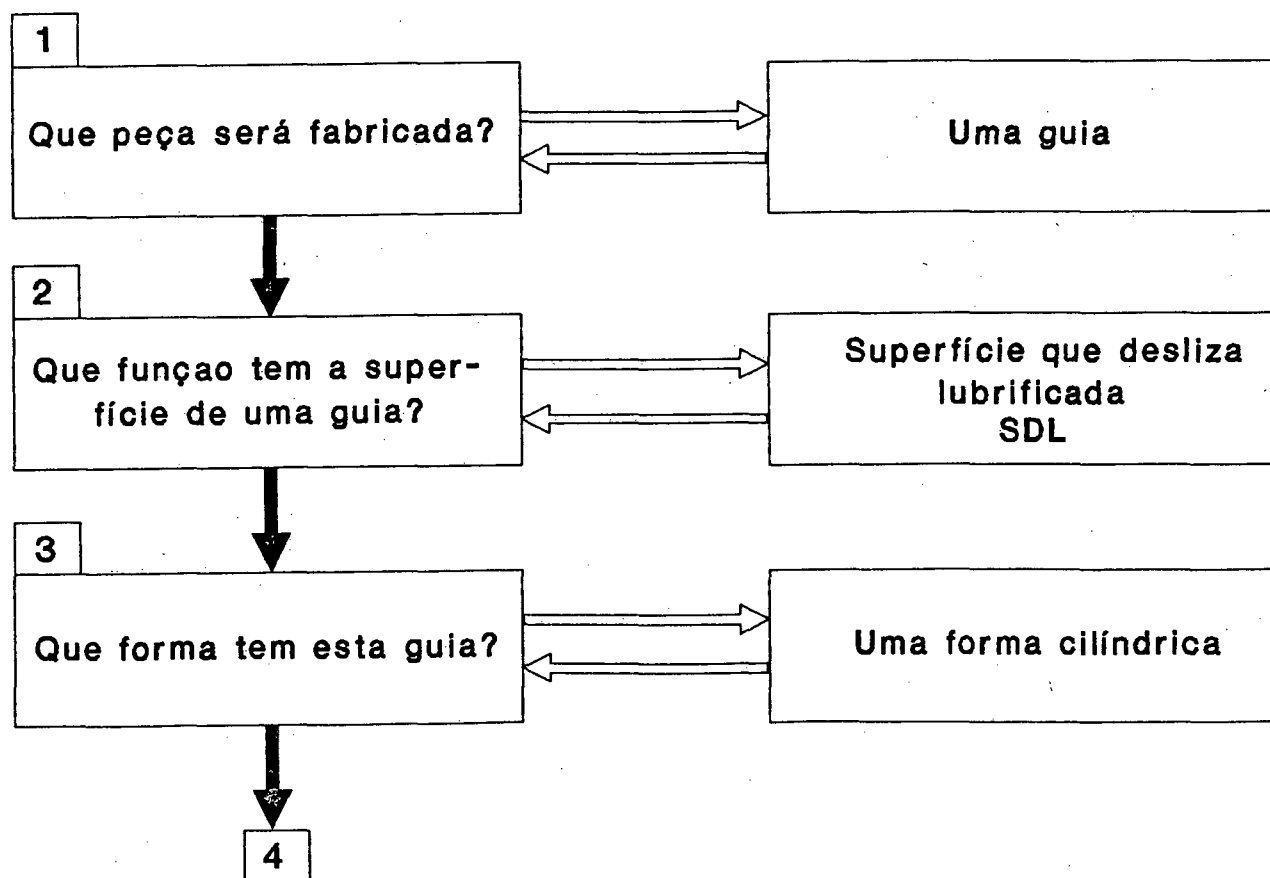 1
Que peça será fabricada?
Uma guia
2
Que funçao tem a super-
fície de uma guia?
Superfície que desliza
lubrificada
SDL
3
Que forma tem esta guia?
Uma forma cilíndrica
4